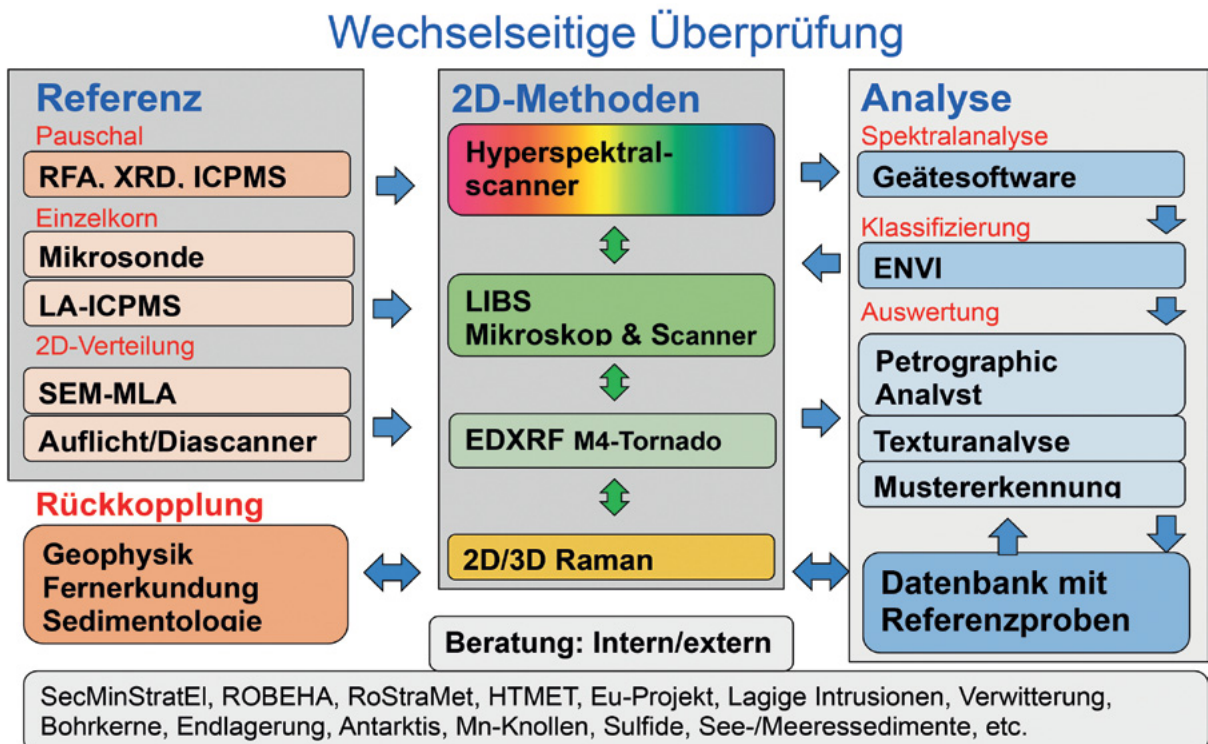 Wechselseitige Überprüfung
Referenz
Pauschal
RFA, XRD, ICPMS
Einzelkorn
Mikrosonde
LA-ICPMS
2D-Verteilung
SEM-MLA
Auflicht/Diascanner
Rückkopplung
Geophysik
Fernerkundung
Sedimentologie
2D-Methoden
Hyperspektral-
scanner
LIBS
Mikroskop & Scanner
EDXRF M4-Tornado
2D/3D Raman
Analyse
Spektralanalyse
Geätesoftware
Klassifizierung
ENVI
Auswertung
Petrographic
Analyst
Texturanalyse
Mustererkennung
Datenbank mit
Referenzproben
Beratung: Intern/extern
SecMinStratEl, ROBEHA, RoStraMet, HTMET, Eu-Projekt, Lagige Intrusionen, Verwitterung,
Bohrkerne, Endlagerung, Antarktis, Mn-Knollen, Sulfide, See-/Meeressedimente, etc.